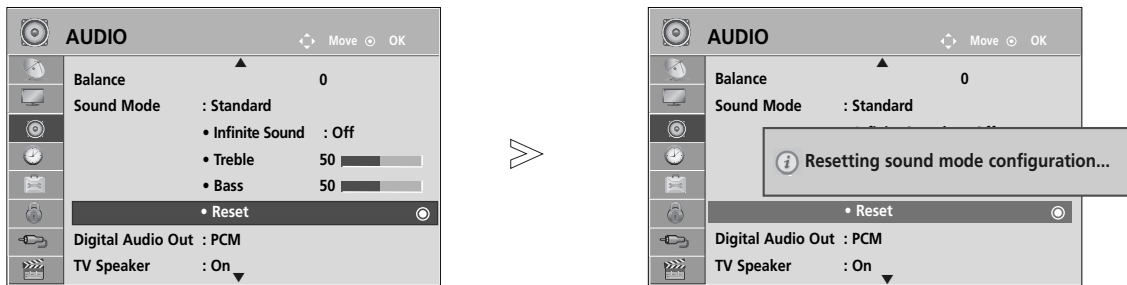 AUDIO
Move OK
Balance 0
Sound Mode : Standard
• Infinite Sound : Off
• Treble 50
• Bass 50
• Reset
Digital Audio Out : PCM
TV Speaker : On
AUDIO
Move OK
Balance 0
Sound Mode : Standard
i Resetting sound mode configuration...
• Reset
Digital Audio Out : PCM
TV Speaker : On